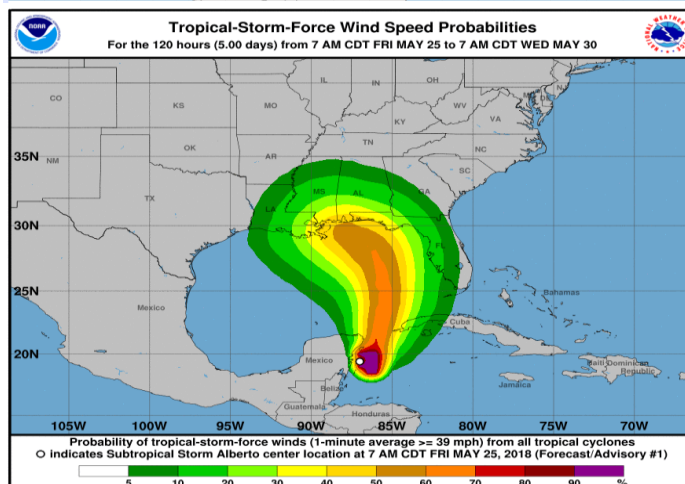 NOAA
Tropical-Storm-Force Wind Speed Probabilities
For the 120 hours (5.00 days) from 7 AM CDT FRI MAY 25 to 7 AM CDT WED MAY 30
NATIONAL WEATHER
CO
KS
MO
IL
IN
OH
WV
VA
KY
NJ
NM
OK
AR
TN
NC
SC
TX
LA
MS
AL
GA
FL
35N
30N
25N
20N
Mexico
Bahamas
Cuba
Mexico
Belize
Haiti
Dominican
Republic
Jamaica
Guatemala
Honduras
105W 100W 95W 90W 85W 80W 75W 70W
Probability of tropical-storm-force winds (1-minute average >= 39 mph) from all tropical cyclones
O indicates Subtropical Storm Alberto center location at 7 AM CDT FRI MAY 25, 2018 (Forecast/Advisory #1)
5 10 20 30 40 50 60 70 80 90 %